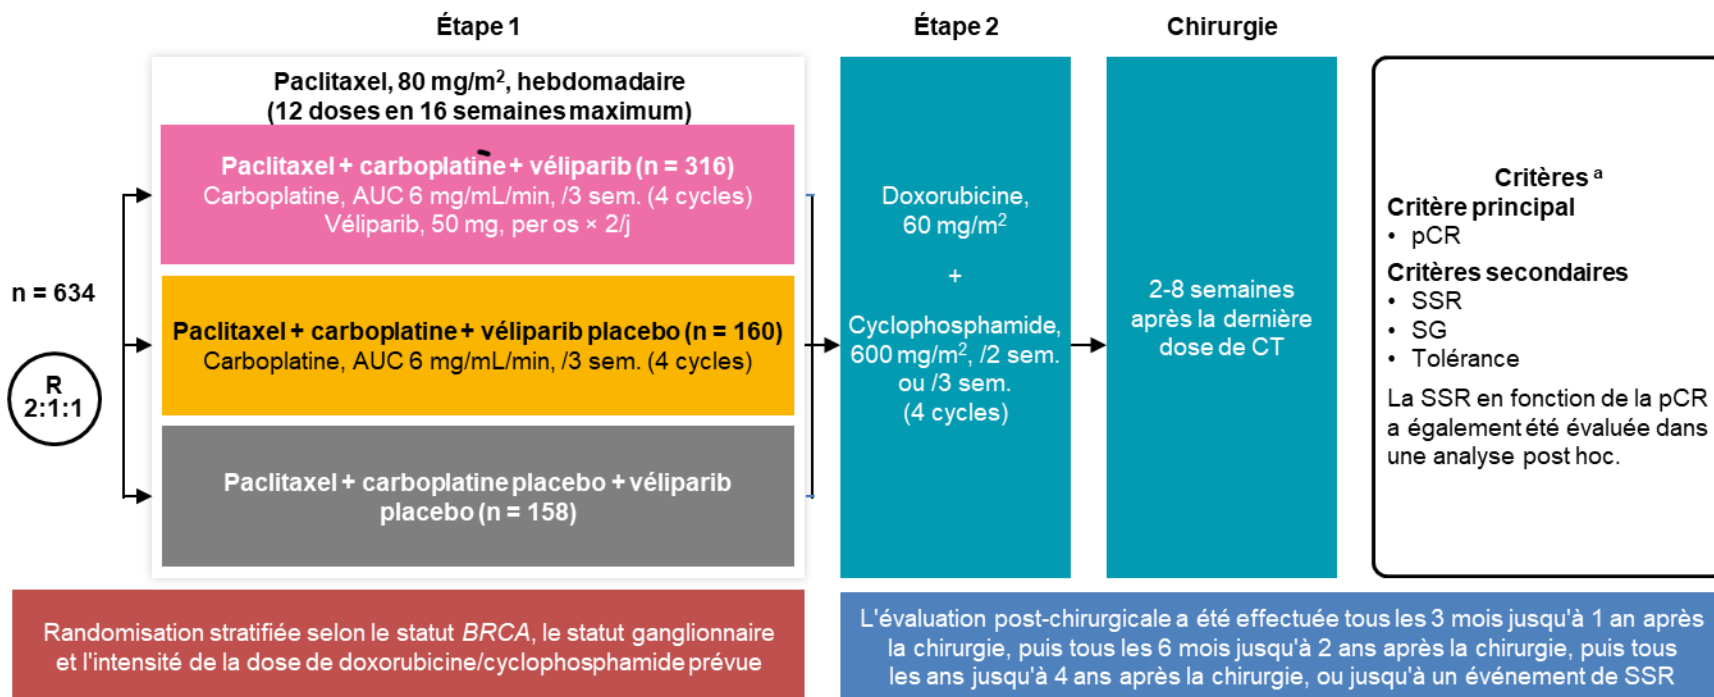 Étape 1
Étape 2
Chirurgie
Paclitaxel, 80 mg/m², hebdomadaire
(12 doses en 16 semaines maximum)
Paclitaxel + carboplatine + véliparib (n = 316)
Carboplatine, AUC 6 mg/mL/min, /3 sem. (4 cycles)
Véliparib, 50 mg, per os × 2/j
n = 634
R
2:1:1
Paclitaxel + carboplatine + véliparib placebo (n = 160)
Carboplatine, AUC 6 mg/mL/min, /3 sem. (4 cycles)
Paclitaxel + carboplatine placebo + véliparib
placebo (n = 158)
Doxorubicine,
60 mg/m²
+
Cyclophosphamide,
600 mg/m², /2 sem.
ou /3 sem.
(4 cycles)
2-8 semaines
après la dernière
dose de CT
Critères ᵃ
Critère principal
• pCR
Critères secondaires
• SSR
• SG
• Tolérance
La SSR en fonction de la pCR
a également été évaluée dans
une analyse post hoc.
Randomisation stratifiée selon le statut BRCA, le statut ganglionnaire
et l'intensité de la dose de doxorubicine/cyclophosphamide prévue
L'évaluation post-chirurgicale a été effectuée tous les 3 mois jusqu'à 1 an après
la chirurgie, puis tous les 6 mois jusqu'à 2 ans après la chirurgie, puis tous
les ans jusqu'à 4 ans après la chirurgie, ou jusqu'à un événement de SSR